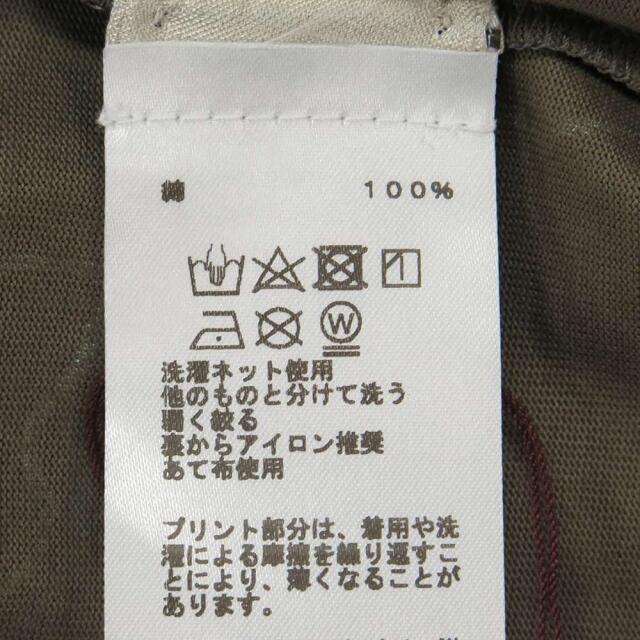 綿 100%
W
洗濯ネット使用
他のものと分けて洗う
弱く絞る
裏からアイロン推奨
あて布使用
プリント部分は、着用や洗
濯による摩擦を繰り返すこ
とにより、薄くなることが
あります。